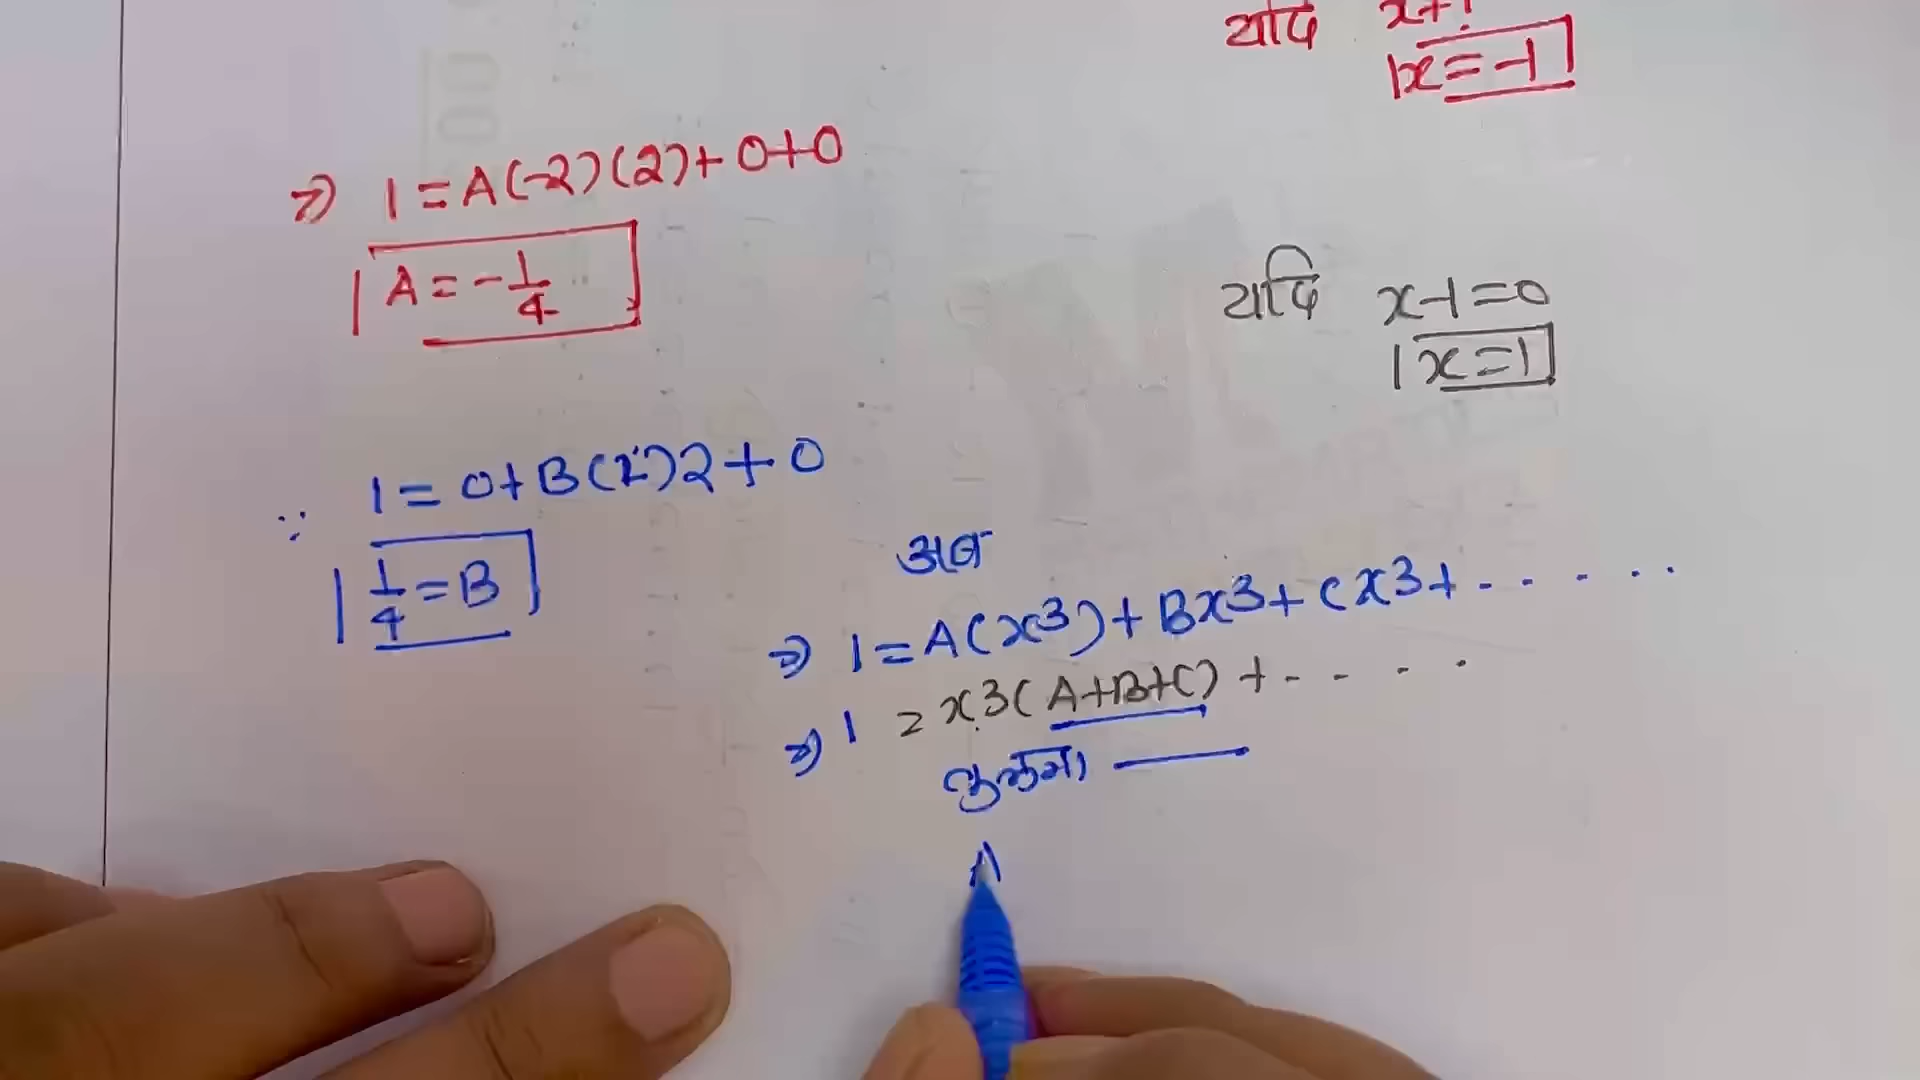 यदि x+1
x=-1
⇒ 1=A(-2)(2)+0+0
A=-1/4
यदि x-1=0
x=1
∵ 1=0+B(2)2+0
1/4=B
अब
⇒ 1=A(x3)+Bx3+Cx3+.....
⇒ 1=x3(A+B+C)+....
तुलना
A